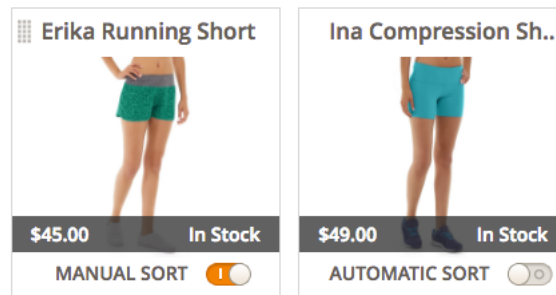 Erika Running Short
Ina Compression Sh..
$45.00 In Stock
$49.00 In Stock
MANUAL SORT
AUTOMATIC SORT